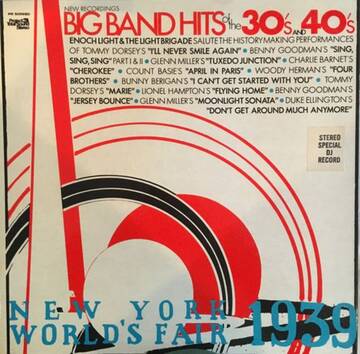 NEW RECORDINGS
BIG BAND HITS of the 30's AND 40's
ENOCH LIGHT & THE LIGHT BRIGADE SALUTE THE HISTORY MAKING PERFORMANCES
OF TOMMY DORSEY'S "I'LL NEVER SMILE AGAIN" • BENNY GOODMAN'S "SING,
SING, SING" PART I & II • GLENN MILLER'S "TUXEDO JUNCTION" • CHARLIE BARNET'S
"CHEROKEE" • COUNT BASIE'S "APRIL IN PARIS" • WOODY HERMAN'S "FOUR
BROTHERS" • BUNNY BERIGAN'S "I CAN'T GET STARTED WITH YOU" • TOMMY
DORSEY'S "MARIE" • LIONEL HAMPTON'S "FLYING HOME" • BENNY GOODMAN'S
"JERSEY BOUNCE" • GLENN MILLER'S "MOONLIGHT SONATA" • DUKE ELLINGTON'S
"DON'T GET AROUND MUCH ANYMORE"
STEREO
SPECIAL
DJ
RECORD
NEW YORK
WORLD'S FAIR 1939